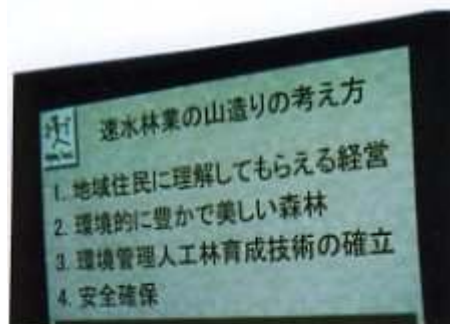 速水林業の山造りの考え方
1. 地域住民に理解してもらえる経営
2. 環境的に豊かで美しい森林
3. 環境管理人工林育成技術の確立
4. 安全確保